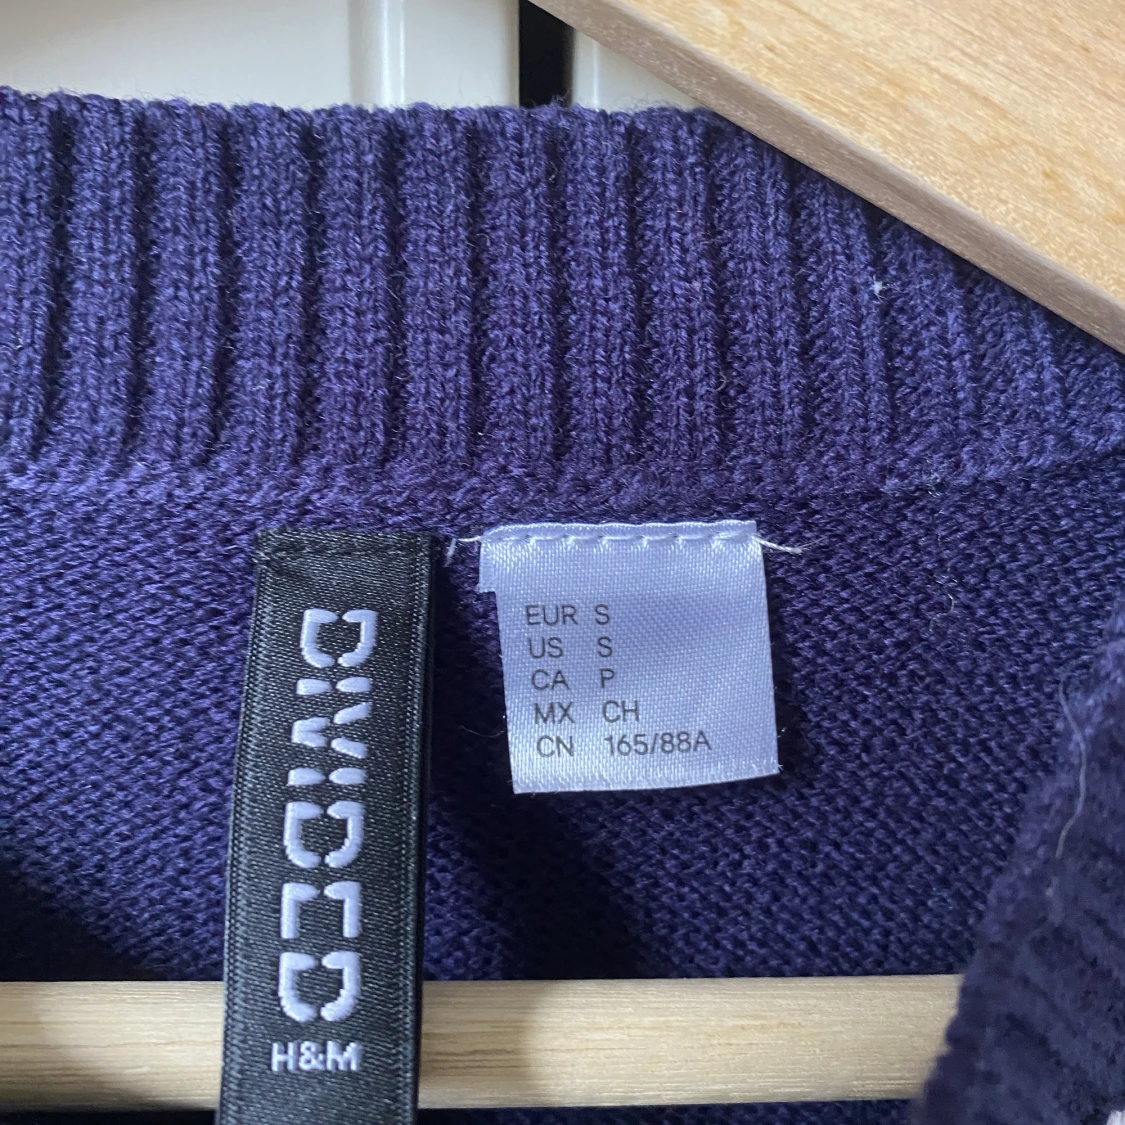 DIVIDED
H&M
EUR S
US S
CA P
MX CH
CN 165/88A